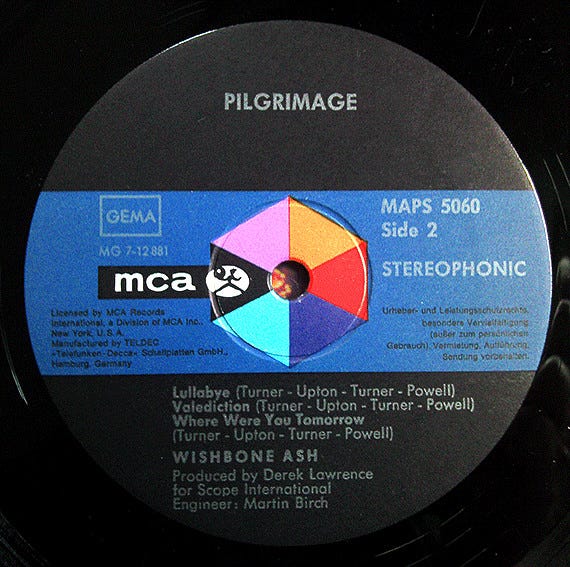 PILGRIMAGE
GEMA
MG 7-12 881
MAPS 5060
Side 2
STEREOPHONIC
mca
Licensed by MCA Records
International, a Division of MCA Inc.,
New York, U.S.A.
Manufactured by TELDEC
»Telefunken-Decca« Schallplatten GmbH.,
Hamburg, Germany
Urheber- und Leistungsschutzrechte,
besondere Vervielfältigung
(außer zum persönlichen
Gebrauch), Vermietung, Aufführung,
Sendung vorbehalten.
Lullabye (Turner - Upton - Turner - Powell)
Valediction (Turner - Upton - Turner - Powell)
Where Were You Tomorrow
(Turner - Upton - Turner - Powell)
WISHBONE ASH
Produced by Derek Lawrence
for Scope International
Engineer: Martin Birch